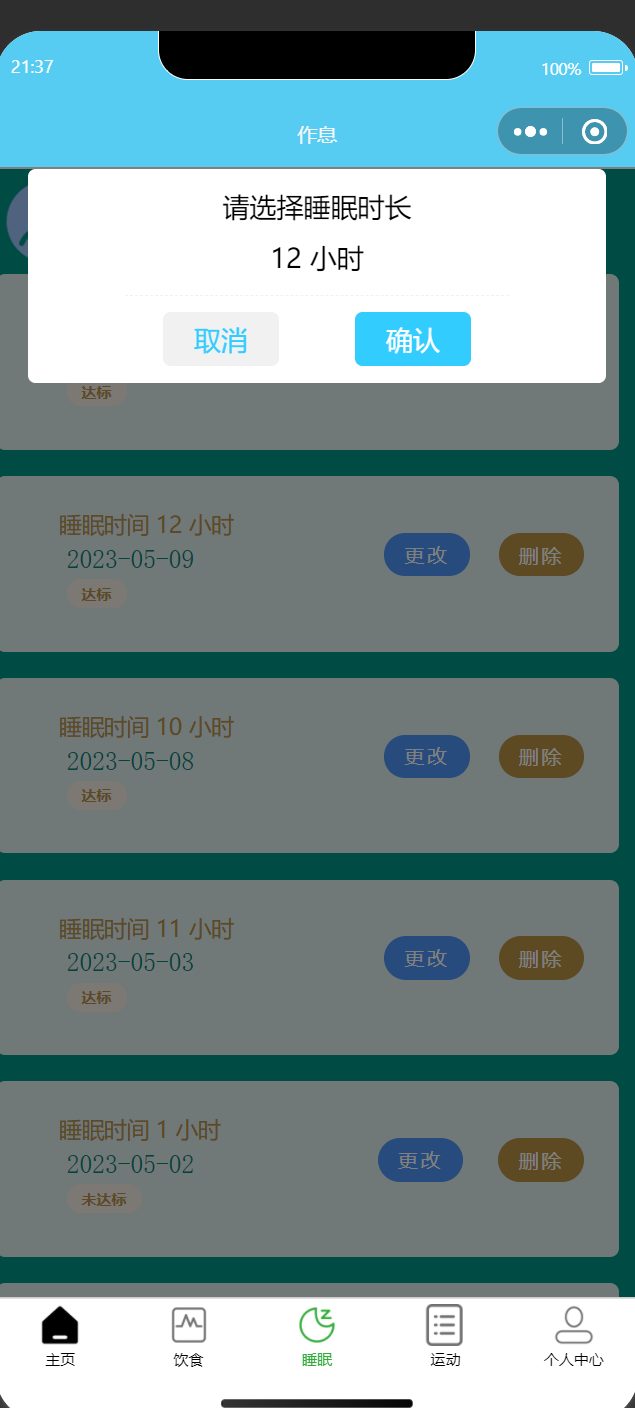 21:37
100%
作息
请选择睡眠时长
12 小时
取消
确认
达标
睡眠时间 12 小时
2023-05-09
更改
删除
达标
睡眠时间 10 小时
2023-05-08
更改
删除
达标
睡眠时间 11 小时
2023-05-03
更改
删除
达标
睡眠时间 1 小时
2023-05-02
更改
删除
未达标
主页
饮食
睡眠
运动
个人中心